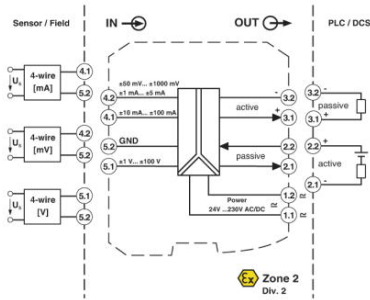 Sensor / Field
IN
OUT
PLC / DCS
Us
4-wire
[mA]
4.1
5.2
±50 mV... ±1000 mV
4.2
±1 mA... ±5 mA
4.1
±10 mA... ±100 mA
active
-
3.2
+
3.1
3.2
-
passive
3.1
+
Us
4-wire
[mV]
4.2
5.2
5.2
GND
5.1
±1 V... ±100 V
2.2
passive
2.1
2.2
+
active
2.1
-
Us
4-wire
[V]
5.1
5.2
Power
24V ...230V AC/DC
1.2
1.1
Ex
Zone 2
Div. 2